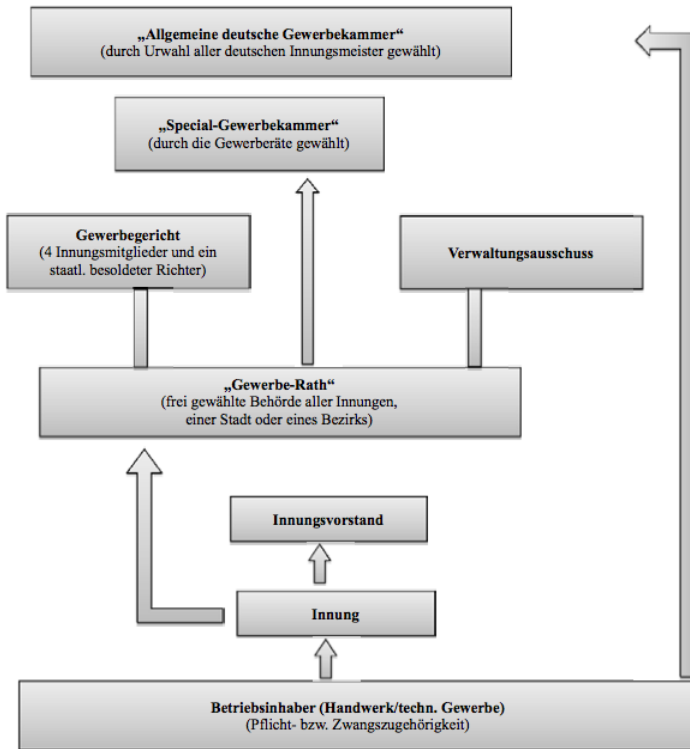 „Allgemeine deutsche Gewerbekammer“
(durch Urwahl aller deutschen Innungsmeister gewählt)
„Special-Gewerbekammer“
(durch die Gewerberäte gewählt)
Gewerbegericht
(4 Innungsmitglieder und ein
staatl. besoldeter Richter)
Verwaltungsausschuss
„Gewerbe-Rath“
(frei gewählte Behörde aller Innungen,
einer Stadt oder eines Bezirks)
Innungsvorstand
Innung
Betriebsinhaber (Handwerk/techn. Gewerbe)
(Pflicht- bzw. Zwangszugehörigkeit)